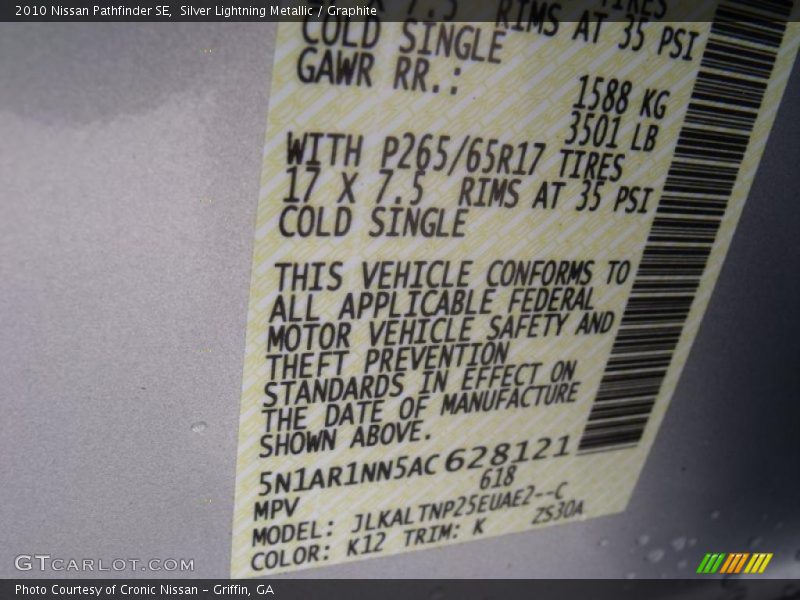 2010 Nissan Pathfinder SE, Silver Lightning Metallic / Graphite
7.5 RIMS AT 35 PSI
COLD SINGLE
GAWR RR.:
1588 KG
3501 LB
WITH P265/65R17 TIRES
17 X 7.5 RIMS AT 35 PSI
COLD SINGLE
THIS VEHICLE CONFORMS TO
ALL APPLICABLE FEDERAL
MOTOR VEHICLE SAFETY AND
THEFT PREVENTION
STANDARDS IN EFFECT ON
THE DATE OF MANUFACTURE
SHOWN ABOVE.
5N1AR1NN5AC628121
MPV 618
MODEL: JLKALTNP25EUAE2--C
COLOR: K12 TRIM: K ZS30A
GTCARLOT.COM
Photo Courtesy of Cronic Nissan - Griffin, GA